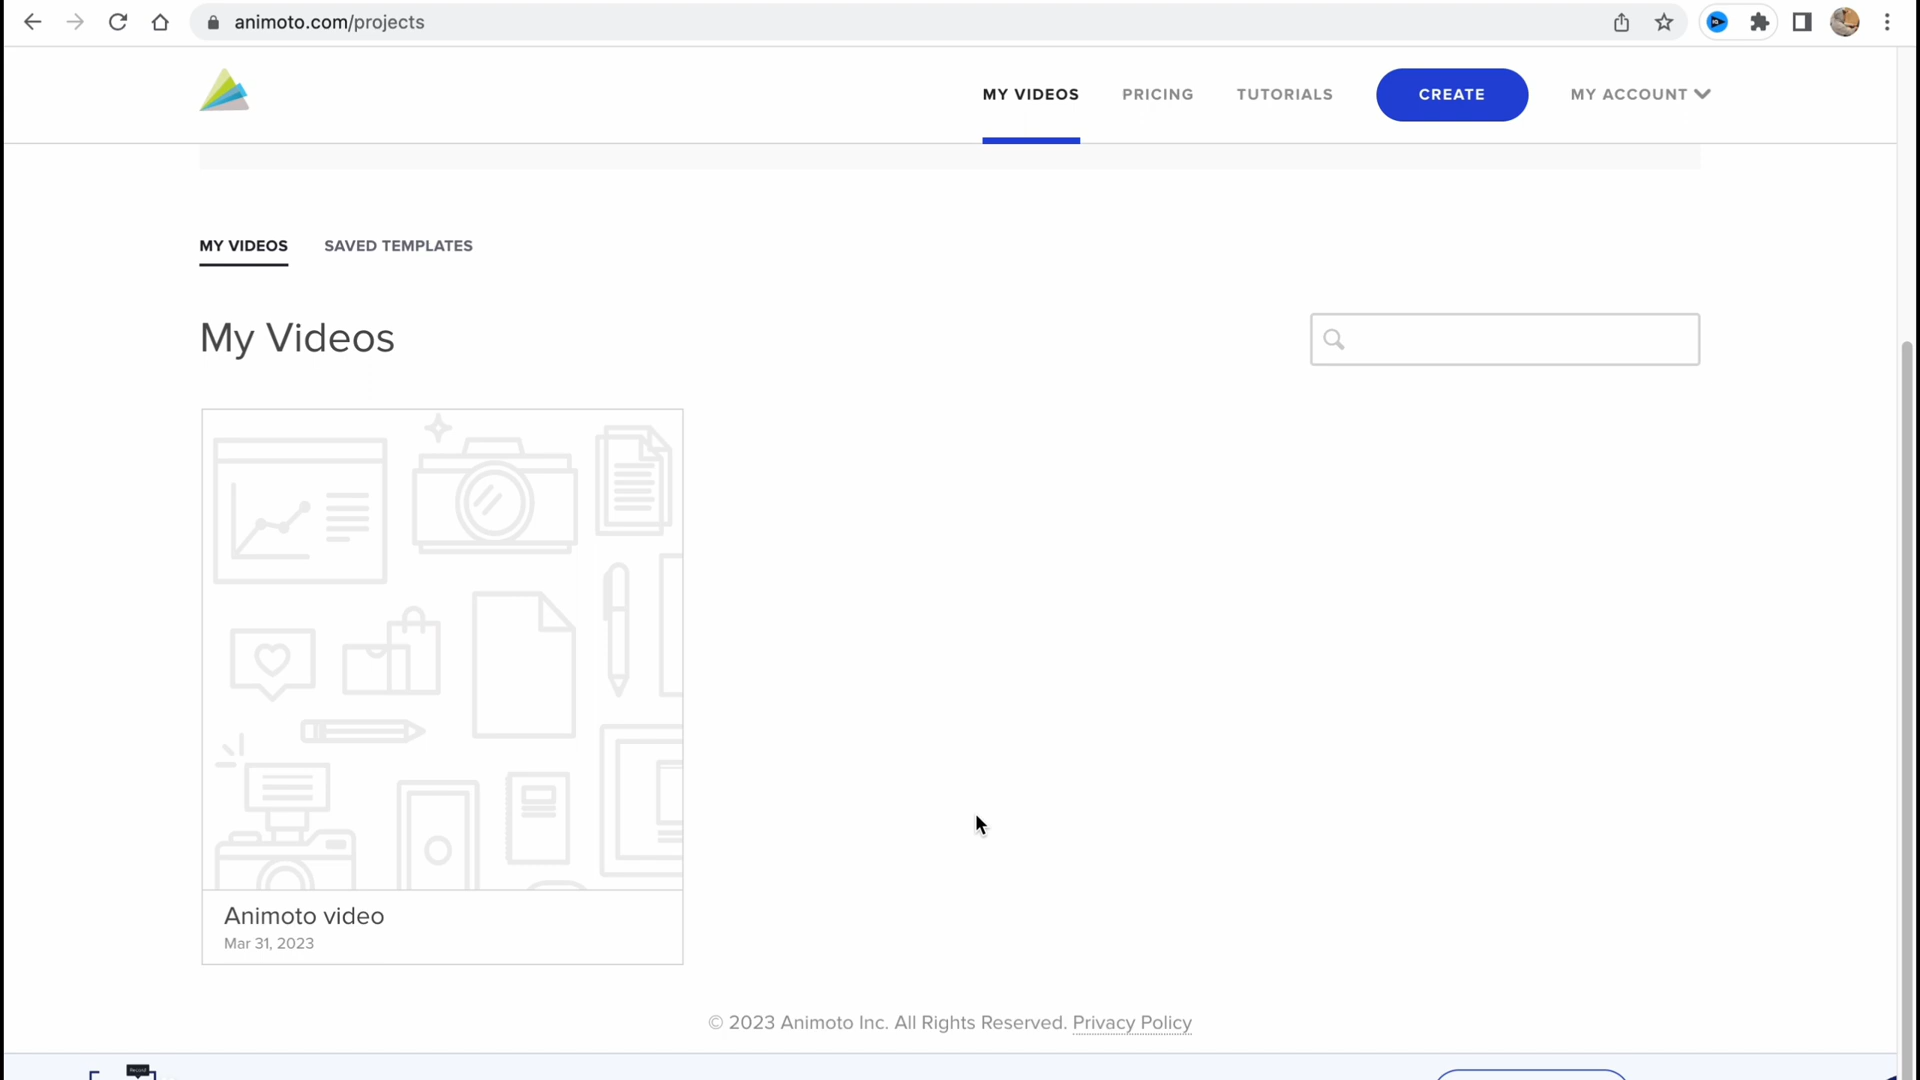 animoto.com/projects
MY VIDEOS PRICING TUTORIALS CREATE MY ACCOUNT
MY VIDEOS SAVED TEMPLATES
My Videos
Animoto video
Mar 31, 2023
© 2023 Animoto Inc. All Rights Reserved. Privacy Policy